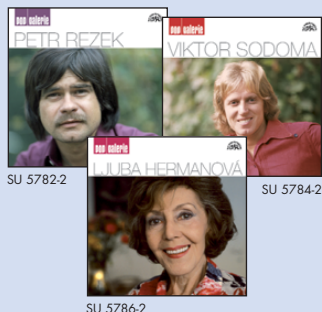 pop galerie
PETR REZEK
pop galerie
VIKTOR SODOMA
SU 5782-2
pop galerie
LJUBA HERMANOVÁ
SU 5784-2
SU 5786-2